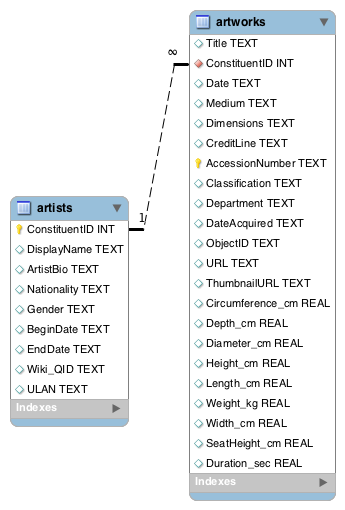 artworks
Title TEXT
ConstituentID INT
Date TEXT
Medium TEXT
Dimensions TEXT
CreditLine TEXT
AccessionNumber TEXT
Classification TEXT
Department TEXT
DateAcquired TEXT
ObjectID TEXT
URL TEXT
ThumbnailURL TEXT
Circumference_cm REAL
Depth_cm REAL
Diameter_cm REAL
Height_cm REAL
Length_cm REAL
Weight_kg REAL
Width_cm REAL
SeatHeight_cm REAL
Duration_sec REAL
Indexes
∞
1
artists
ConstituentID INT
DisplayName TEXT
ArtistBio TEXT
Nationality TEXT
Gender TEXT
BeginDate TEXT
EndDate TEXT
Wiki_QID TEXT
ULAN TEXT
Indexes